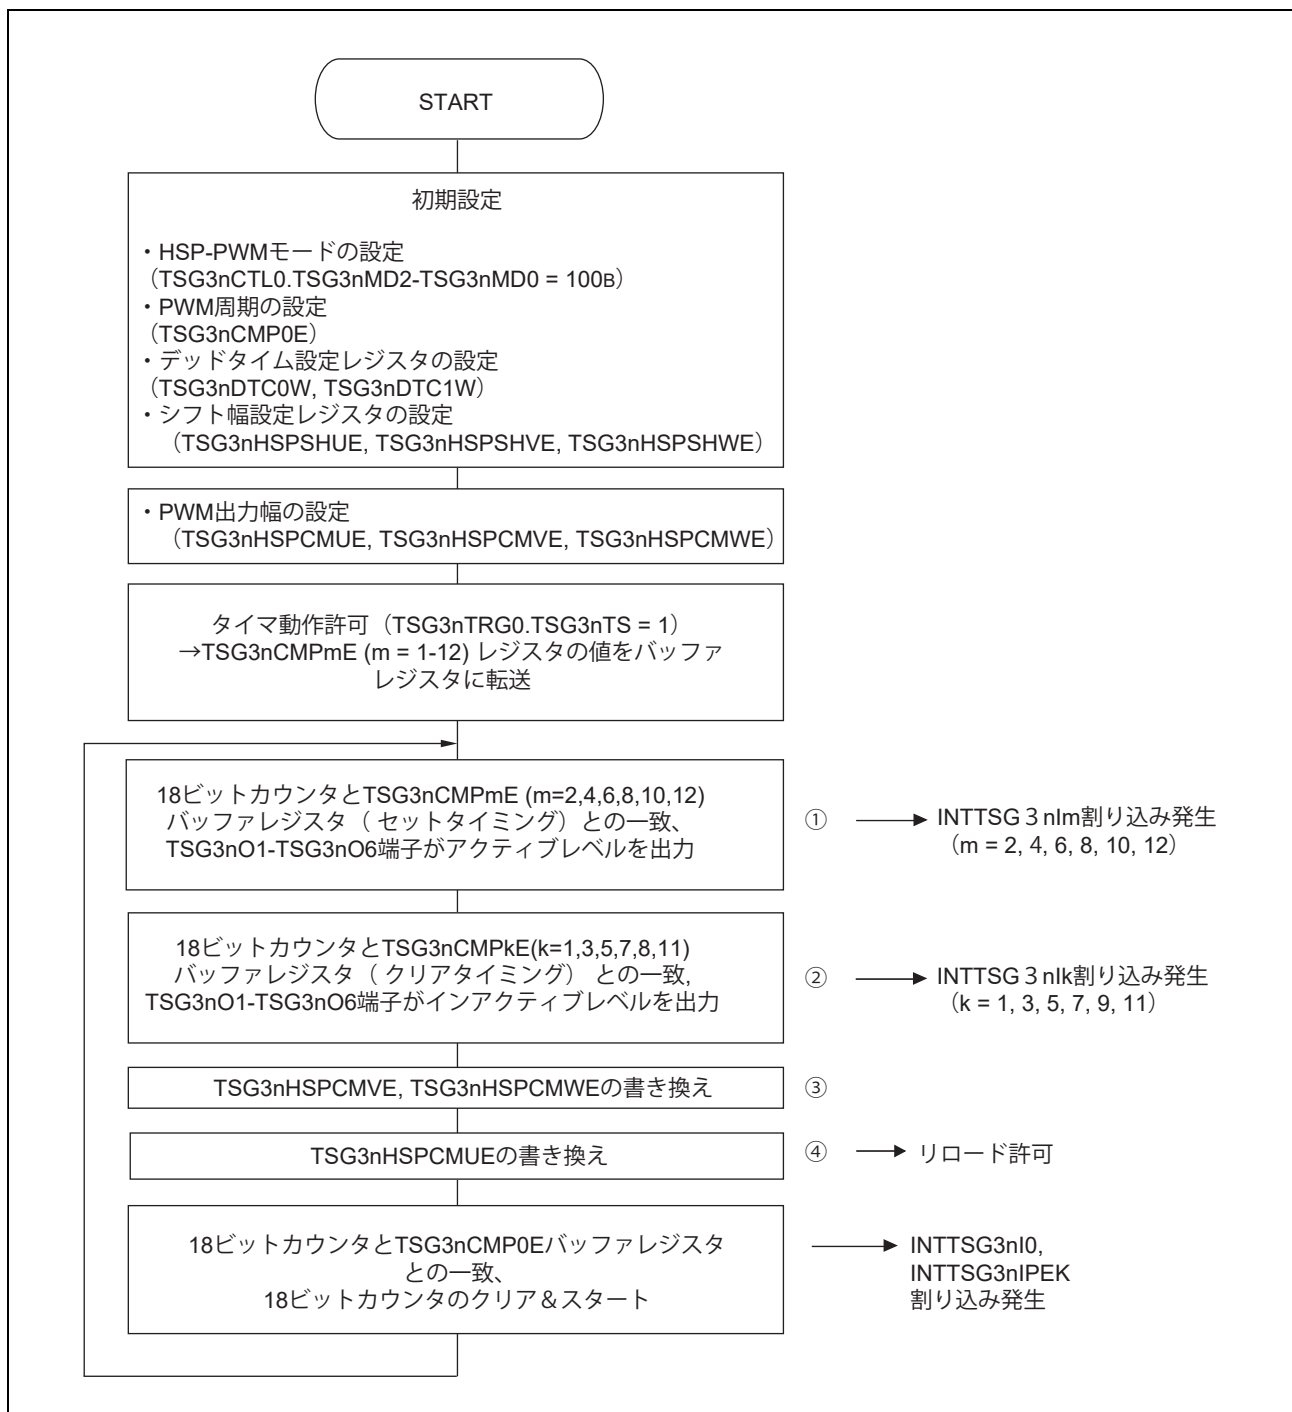 START
初期設定
・HSP-PWMモードの設定
（TSG3nCTL0.TSG3nMD2-TSG3nMD0 = 100B）
・PWM周期の設定
（TSG3nCMP0E）
・デッドタイム設定レジスタの設定
（TSG3nDTC0W, TSG3nDTC1W）
・シフト幅設定レジスタの設定
（TSG3nHSPSHUE, TSG3nHSPSHVE, TSG3nHSPSHWE）
・PWM出力幅の設定
（TSG3nHSPCMUE, TSG3nHSPCMVE, TSG3nHSPCMWE）
タイマ動作許可（TSG3nTRG0.TSG3nTS = 1）
→TSG3nCMPmE (m = 1-12) レジスタの値をバッファ
レジスタに転送
18ビットカウンタとTSG3nCMPmE (m=2,4,6,8,10,12)
バッファレジスタ（ セットタイミング）との一致、
TSG3nO1-TSG3nO6端子がアクティブレベルを出力
①
INTTSG３nIm割り込み発生
（m = 2, 4, 6, 8, 10, 12）
18ビットカウンタとTSG3nCMPkE(k=1,3,5,7,8,11)
バッファレジスタ（ クリアタイミング） との一致,
TSG3nO1-TSG3nO6端子がインアクティブレベルを出力
②
INTTSG３nIk割り込み発生
（k = 1, 3, 5, 7, 9, 11）
TSG3nHSPCMVE, TSG3nHSPCMWEの書き換え
③
TSG3nHSPCMUEの書き換え
④
リロード許可
18ビットカウンタとTSG3nCMP0Eバッファレジスタ
との一致、
18ビットカウンタのクリア＆スタート
INTTSG3nI0,
INTTSG3nIPEK
割り込み発生